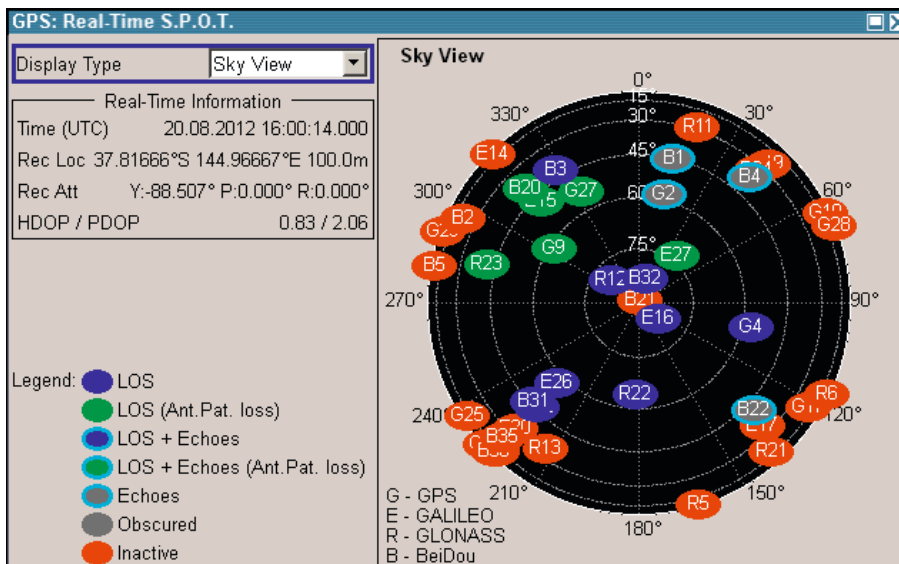 GPS: Real-Time S.P.O.T.
Display Type
Sky View
Real-Time Information
Time (UTC) 20.08.2012 16:00:14.000
Rec Loc 37.81666°S 144.96667°E 100.0m
Rec Att Y:-88.507° P:0.000° R:0.000°
HDOP / PDOP 0.83 / 2.06
Legend:
LOS
LOS (Ant.Pat. loss)
LOS + Echoes
LOS + Echoes (Ant.Pat. loss)
Echoes
Obscured
Inactive
Sky View
0°
15°
30°
45°
60°
75°
330°
30°
300°
60°
270°
90°
240°
120°
210°
150°
180°
R11
E14
B3
B1
B4
B20
G27
G2
B2
G28
B5
R23
G9
E27
R12
B32
B21
E16
G4
E26
B31
R22
G25
B35
R13
B22
R6
R21
R5
G - GPS
E - GALILEO
R - GLONASS
B - BeiDou